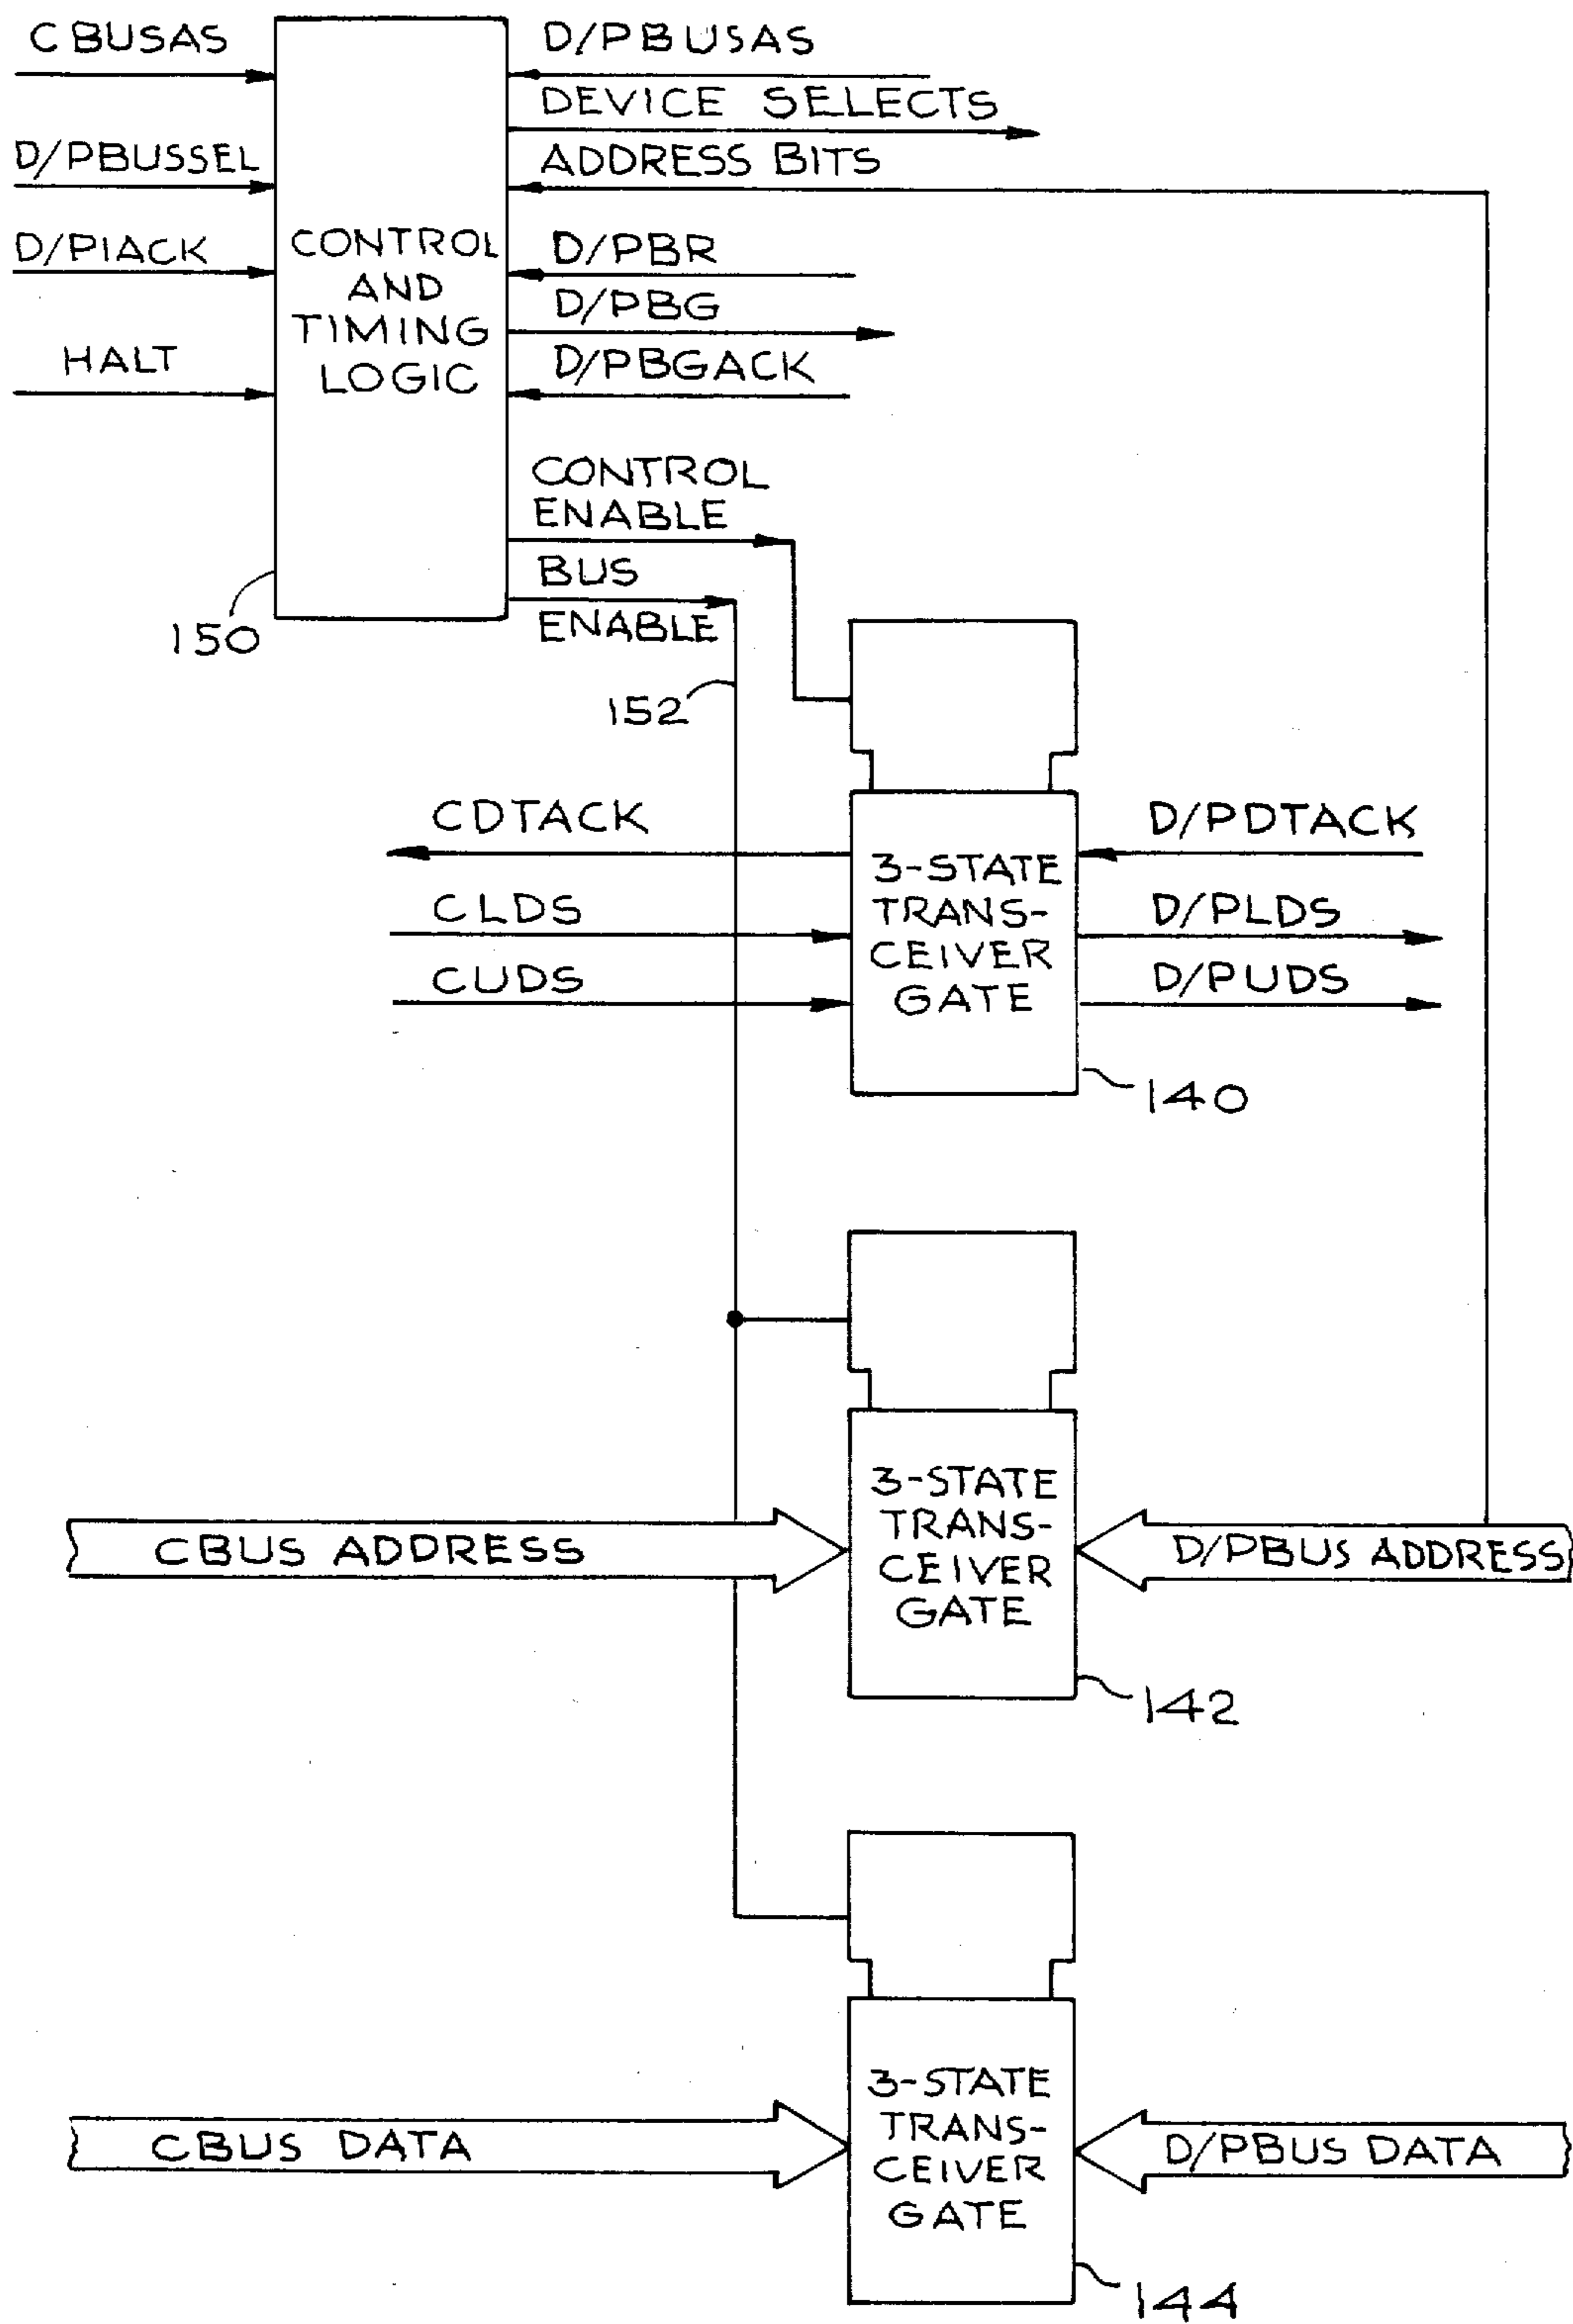 CBUSAS
D/PBUSAS
DEVICE SELECTS
D/PBUSSEL
ADDRESS BITS
D/PIACK
CONTROL
AND
TIMING
LOGIC
D/PBR
D/PBG
HALT
D/PBGACK
CONTROL
ENABLE
BUS
ENABLE
150
152
CDTACK
D/PDTACK
CLDS
D/PLDS
CUDS
D/PUDS
3-STATE
TRANS-
CEIVER
GATE
140
CBUS ADDRESS
3-STATE
TRANS-
CEIVER
GATE
D/PBUS ADDRESS
142
CBUS DATA
3-STATE
TRANS-
CEIVER
GATE
D/PBUS DATA
144